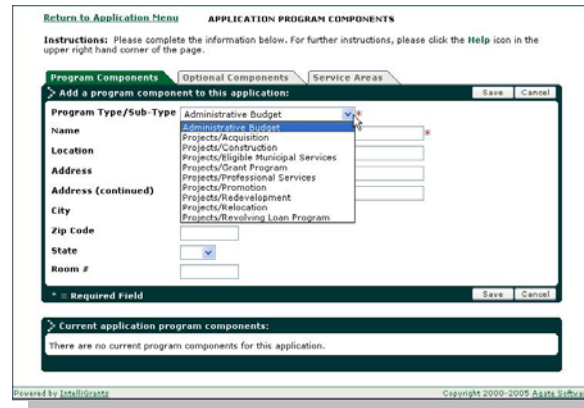 Return to Application Menu APPLICATION PROGRAM COMPONENTS
Instructions: Please complete the information below. For further instructions, please click the Help icon in the
upper right hand corner of the page.
Program Components Optional Components Service Areas
Add a program component to this application: Save Cancel
Program Type/Sub-Type Administrative Budget *
Administrative Budget
Name *
Projects/Acquisition
Projects/Construction
Location
Projects/Eligible Municipal Services
Projects/Grant Program
Address
Projects/Professional Services
Projects/Promotion
Address (continued)
Projects/Redevelopment
Projects/Relocation
City
Projects/Revolving Loan Program
Zip Code
State
Room #
* = Required Field Save Cancel
Current application program components:
There are no current program components for this application.
Powered by IntelliGrants Copyright 2000-2005 Agate Softwa